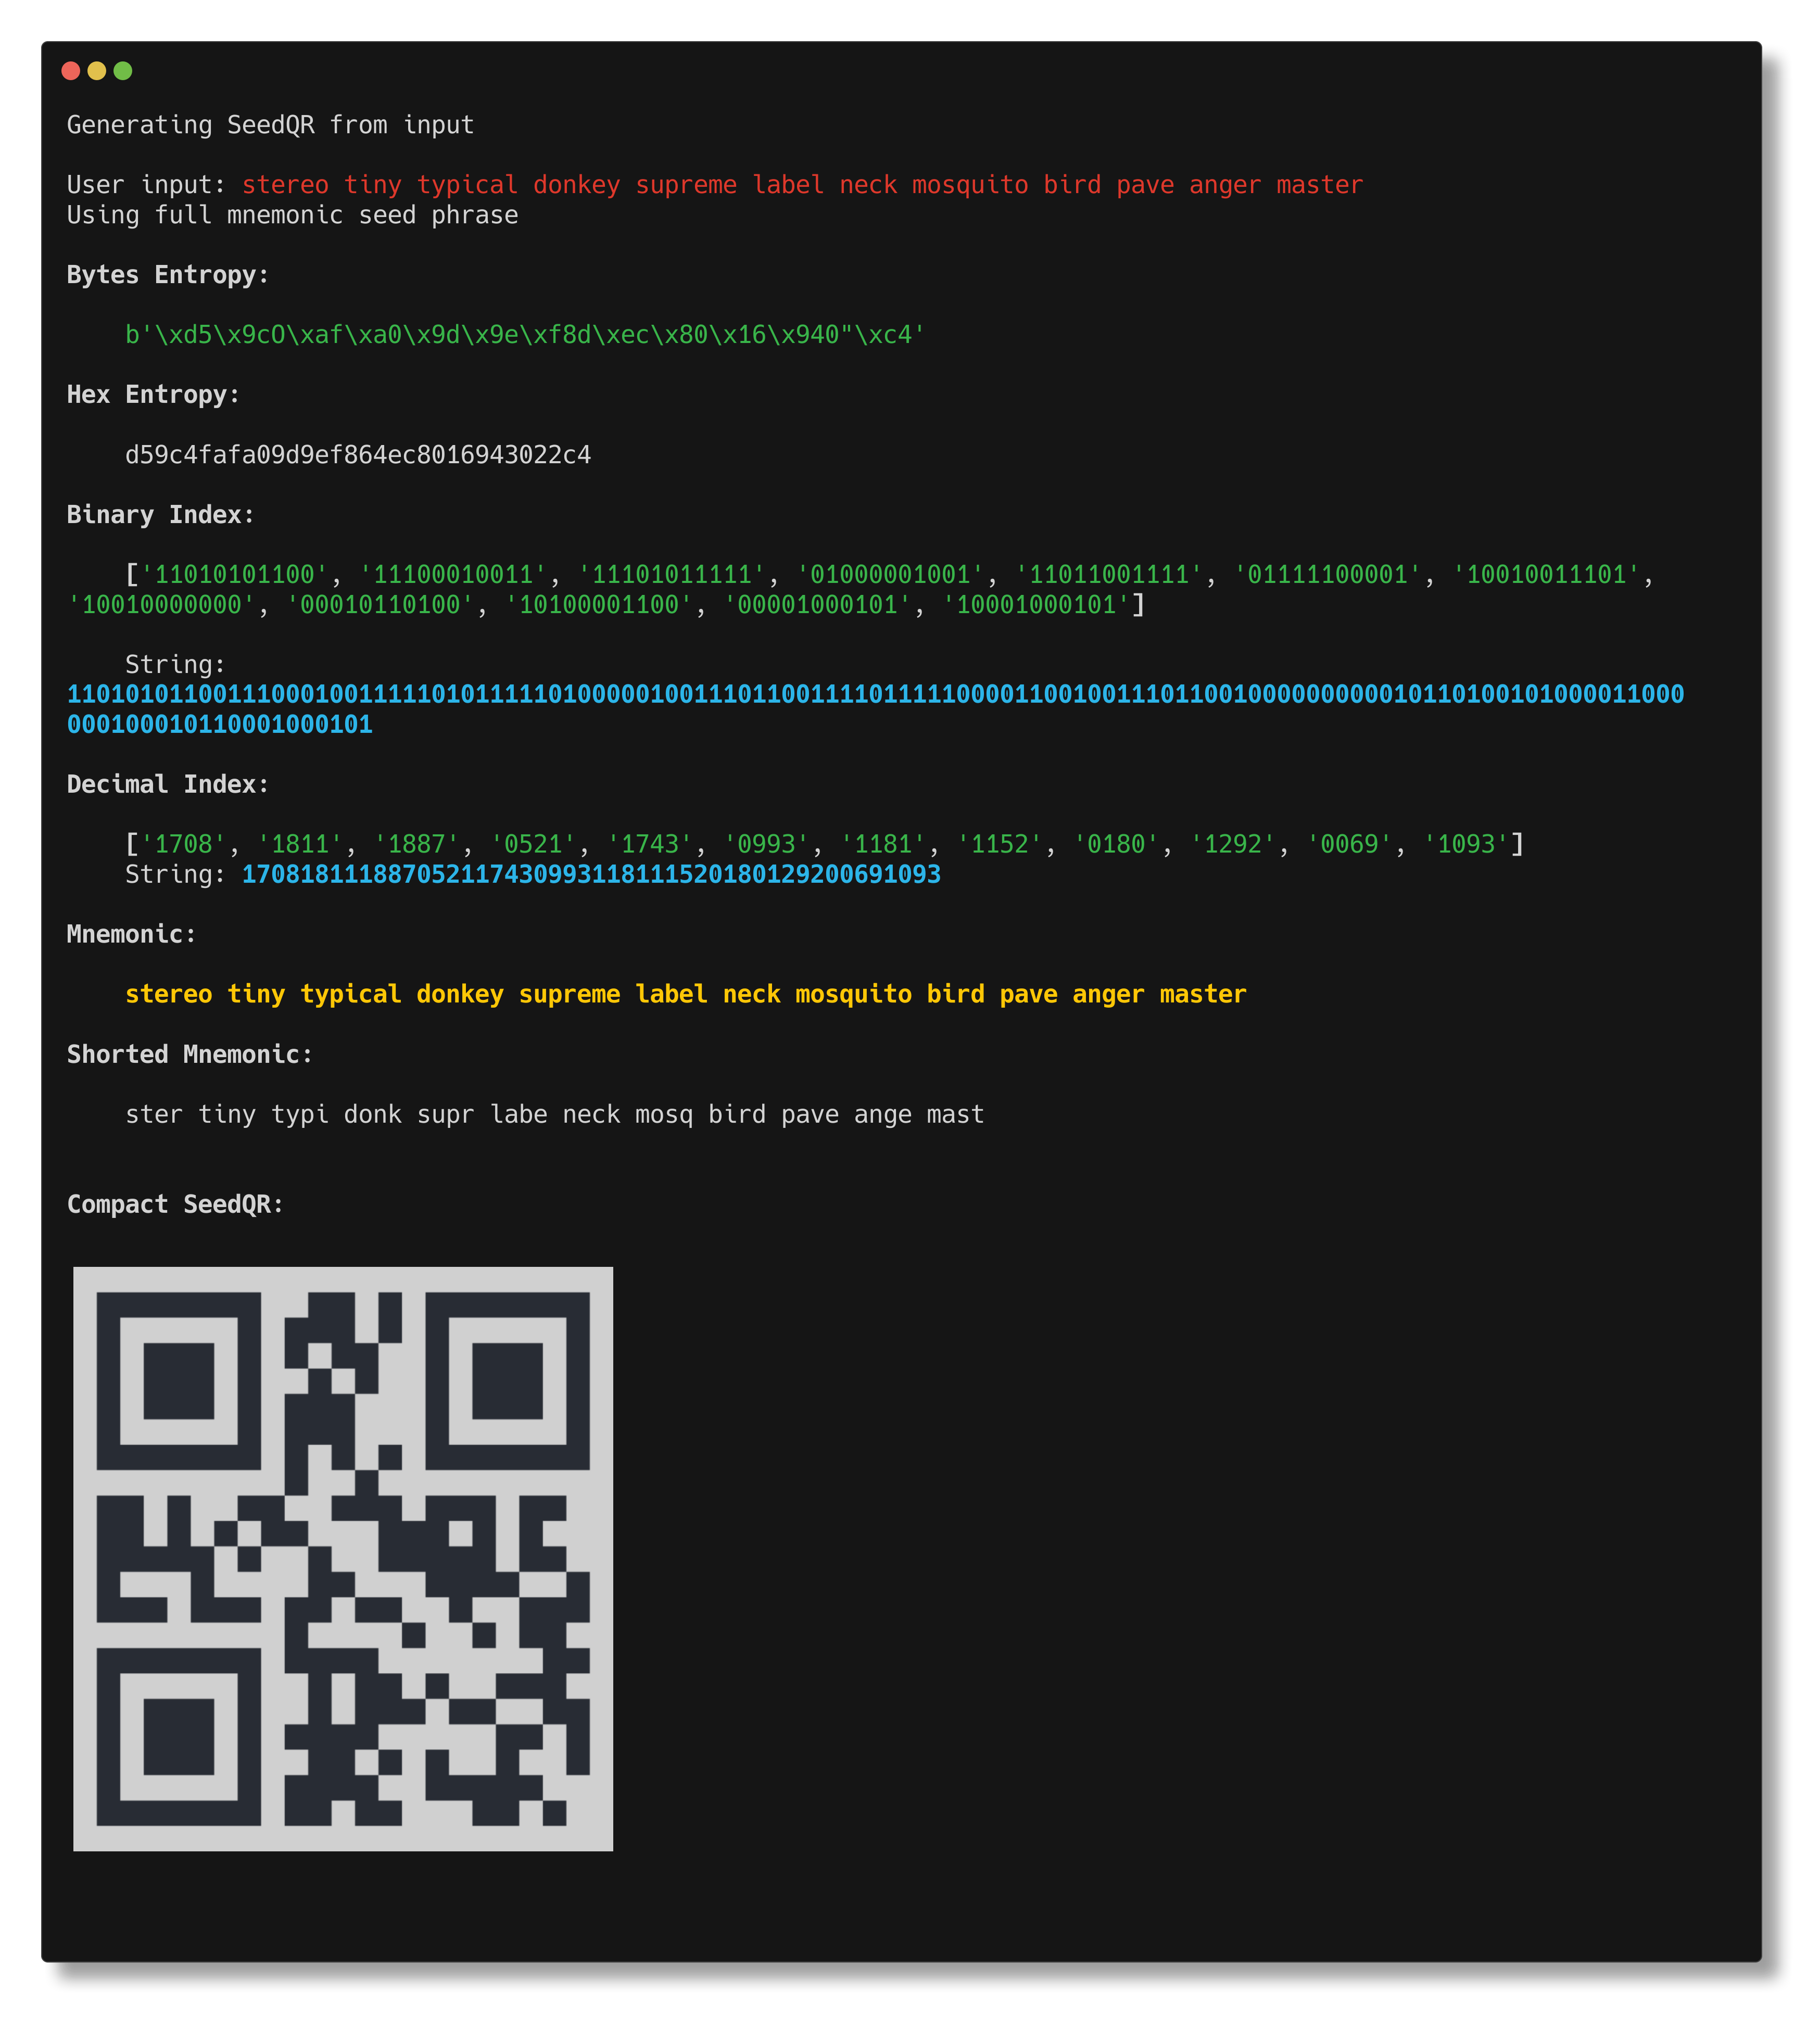 Generating SeedQR from input
User input: stereo tiny typical donkey supreme label neck mosquito bird pave anger master
Using full mnemonic seed phrase
Bytes Entropy:
b'\xd5\x9cO\xaf\xa0\x9d\x9e\xf8d\xec\x80\x16\x940"\xc4'
Hex Entropy:
d59c4fafa09d9ef864ec8016943022c4
Binary Index:
['11010101100', '11100010011', '11101011111', '01000001001', '11011001111', '01111100001', '10010011101',
'10010000000', '00010110100', '10100001100', '00001000101', '10001000101']
String:
110101011001110001001111101011111010000010011101100111101111100001100100111011001000000000010110100101000011000
00100010110001000101
Decimal Index:
['1708', '1811', '1887', '0521', '1743', '0993', '1181', '1152', '0180', '1292', '0069', '1093']
String: 170818111887052117430993118111520180129200691093
Mnemonic:
stereo tiny typical donkey supreme label neck mosquito bird pave anger master
Shorted Mnemonic:
ster tiny typi donk supr labe neck mosq bird pave ange mast
Compact SeedQR: